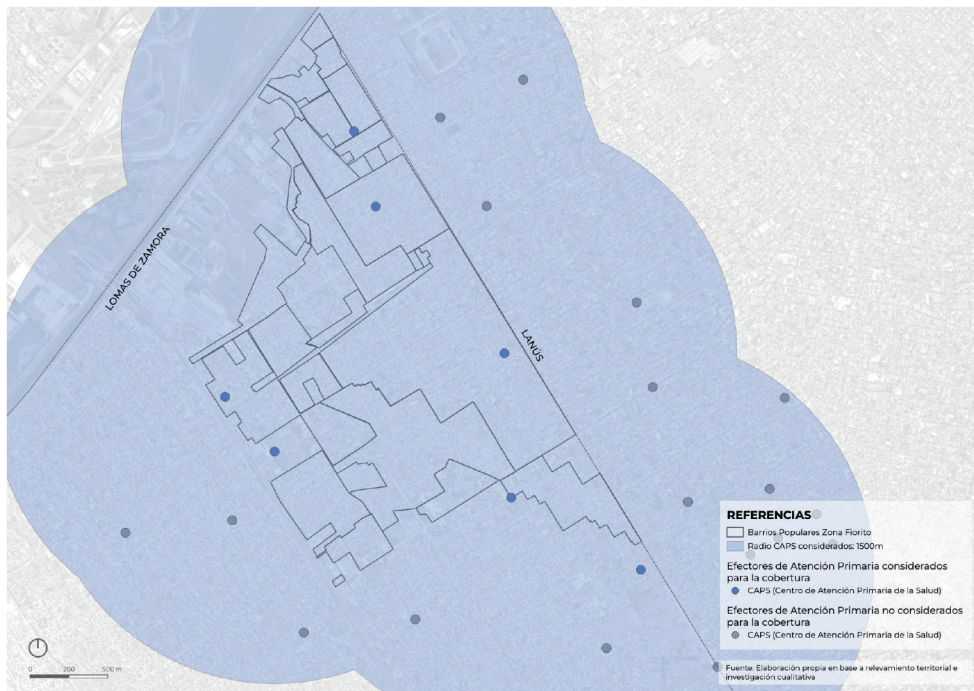 LOMAS DE ZAMORA
LANÚS
REFERENCIAS
Barrios Populares Zona Fiorito
Radio CAPS considerados: 1500m
Efectores de Atención Primaria considerados
para la cobertura
CAPS (Centro de Atención Primaria de la Salud)
Efectores de Atención Primaria no considerados
para la cobertura
CAPS (Centro de Atención Primaria de la Salud)
Fuente: Elaboración propia en base a relevamiento territorial e
investigación cualitativa
0 250 500 m